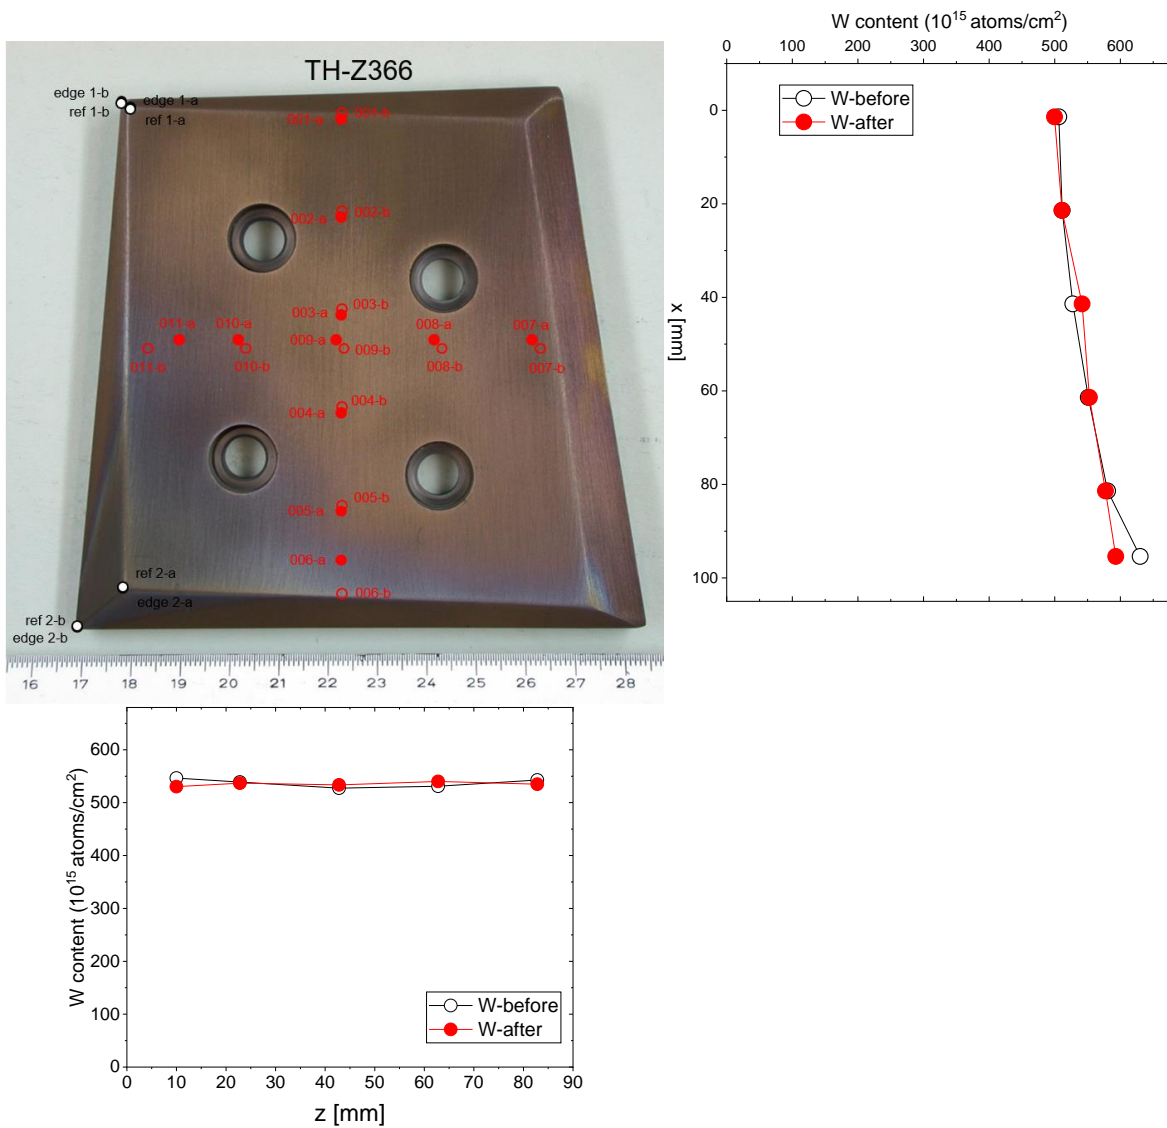 TH-Z366
edge 1-b
edge 1-a
ref 1-b
ref 1-a
001-b
001-a
002-b
002-a
003-b
003-a
011-a
010-a
009-a
008-a
007-a
011-b
010-b
009-b
008-b
007-b
004-b
004-a
005-b
005-a
006-a
006-b
ref 2-a
edge 2-a
ref 2-b
edge 2-b
16 17 18 19 20 21 22 23 24 25 26 27 28
W content (10¹⁵ atoms/cm²)
0 100 200 300 400 500 600
W-before
W-after
0
20
40
60
80
100
x [mm]
W content (10¹⁵ atoms/cm²)
600
500
400
300
200
100
0
W-before
W-after
0 10 20 30 40 50 60 70 80 90
z [mm]